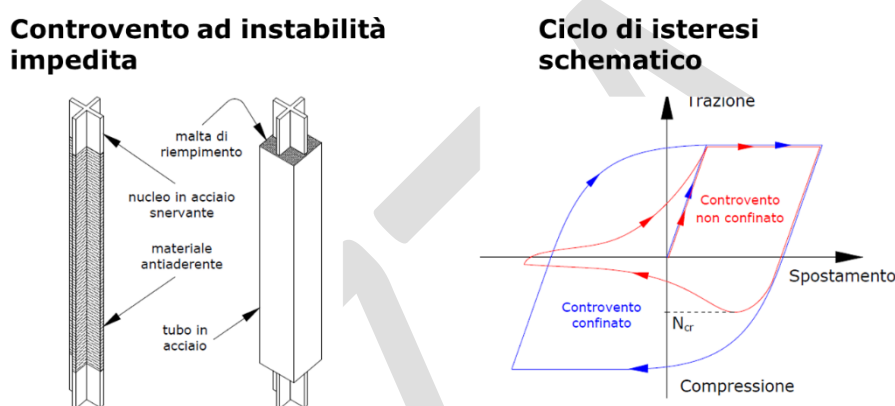 Controvento ad instabilità
impedita
Ciclo di isteresi
schematico
malta di
riempimento
nucleo in acciaio
snervante
materiale
antiaderente
tubo in
acciaio
Trazione
Controvento
non confinato
Spostamento
Controvento
confinato
Ncr
Compressione